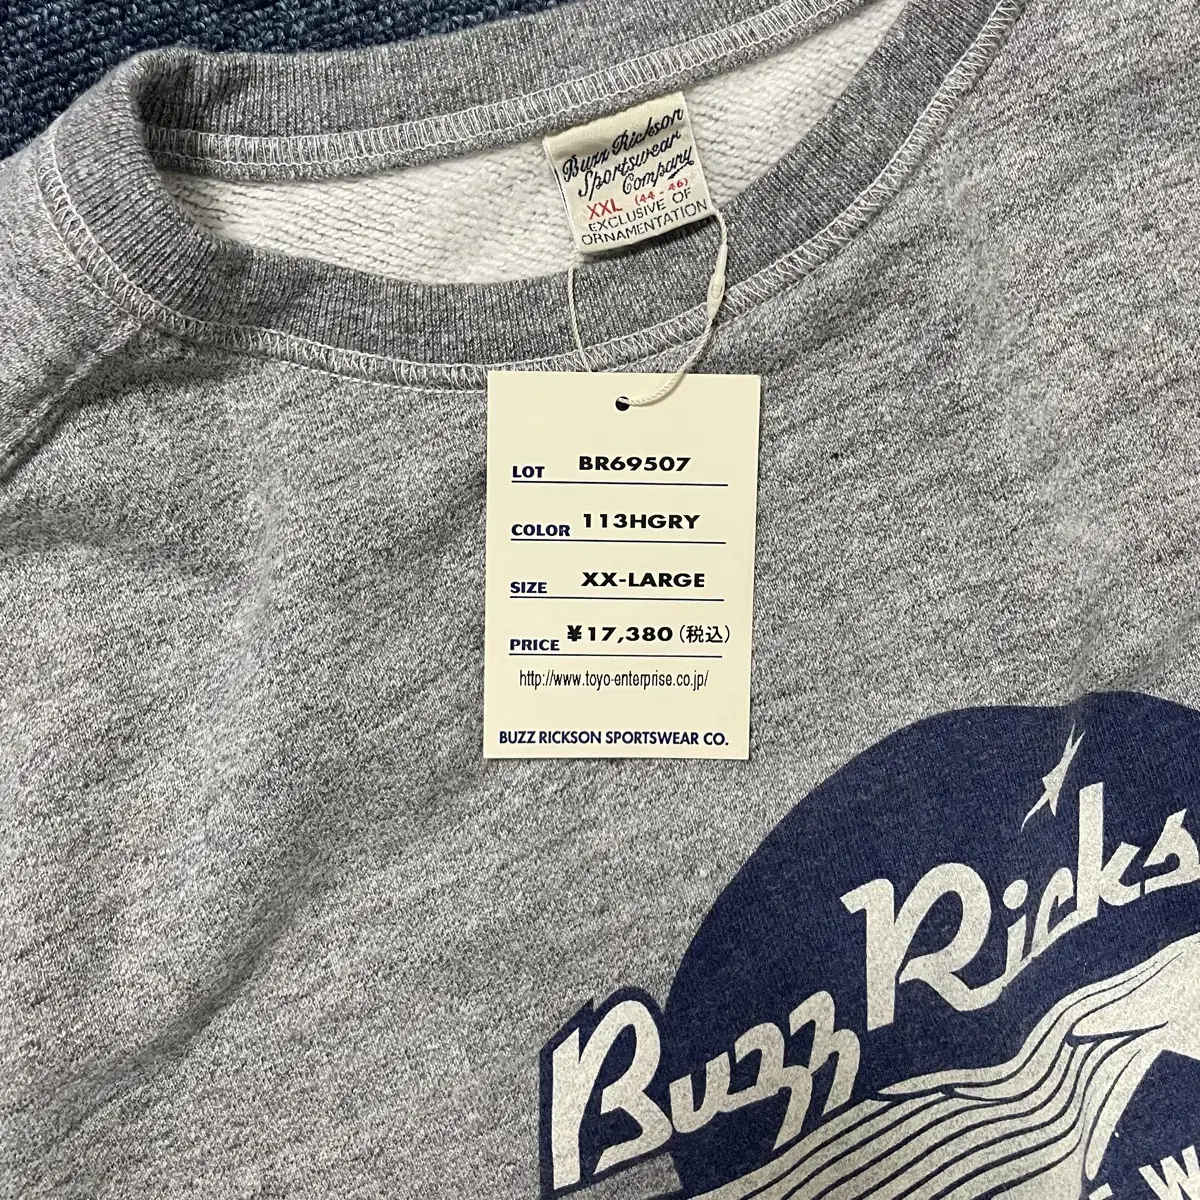 Buzz Rickson
Sportswear
Company
XXL (44-46)
EXCLUSIVE OF
ORNAMENTATION
LOT BR69507
COLOR 113HGRY
SIZE XX-LARGE
PRICE ¥17,380(税込)
http://www.toyo-enterprise.co.jp/
BUZZ RICKSON SPORTSWEAR CO.
Buzz Ricks
W